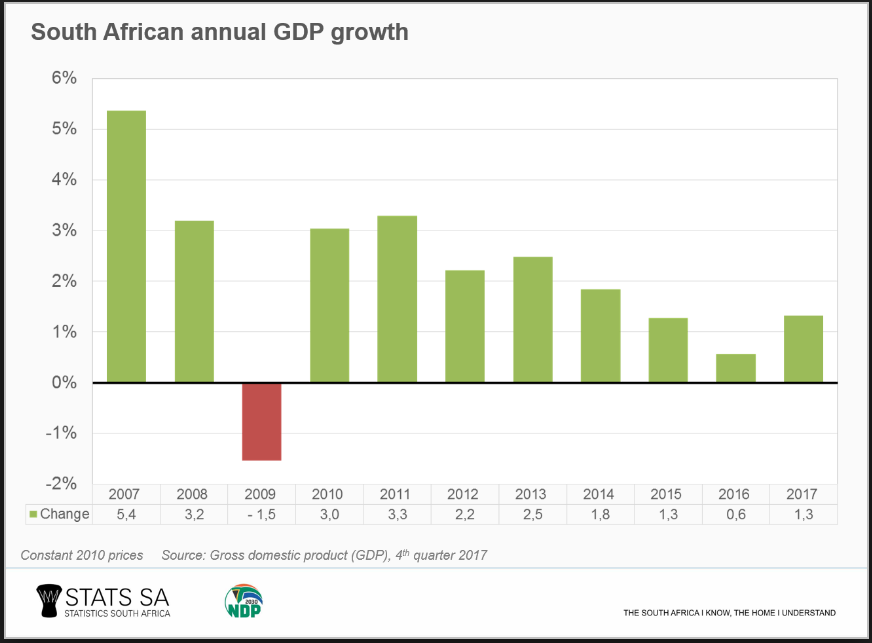 South African annual GDP growth
6%
5%
4%
3%
2%
1%
0%
-1%
-2%
2007 2008 2009 2010 2011 2012 2013 2014 2015 2016 2017
Change 5,4 3,2 - 1,5 3,0 3,3 2,2 2,5 1,8 1,3 0,6 1,3
Constant 2010 prices Source: Gross domestic product (GDP), 4th quarter 2017
STATS SA
STATISTICS SOUTH AFRICA
2030
NDP
THE SOUTH AFRICA I KNOW, THE HOME I UNDERSTAND